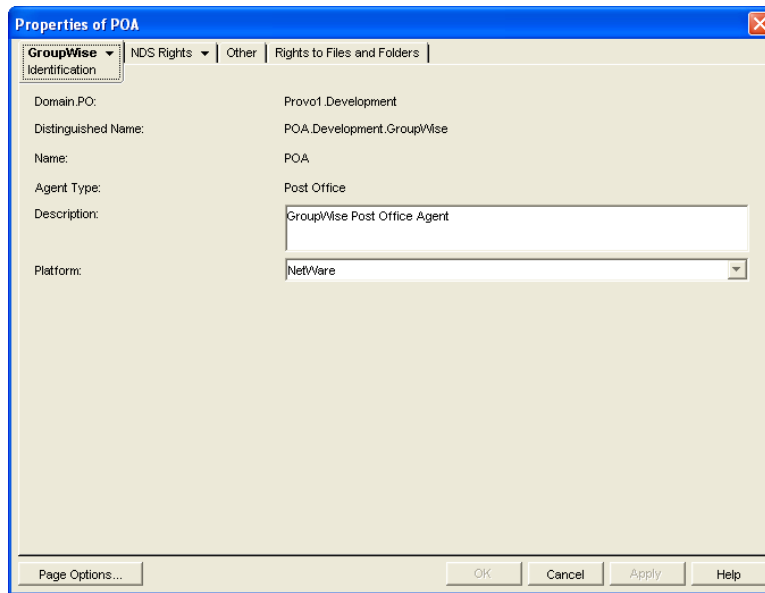 Properties of POA
GroupWise NDS Rights Other Rights to Files and Folders
Identification
Domain.PO: Provo1.Development
Distinguished Name: POA.Development.GroupWise
Name: POA
Agent Type: Post Office
Description: GroupWise Post Office Agent
Platform: NetWare
Page Options... OK Cancel Apply Help